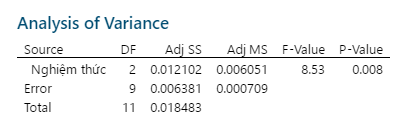 Analysis of Variance
Source DF Adj SS Adj MS F-Value P-Value
Nghiệm thức 2 0.012102 0.006051 8.53 0.008
Error 9 0.006381 0.000709
Total 11 0.018483